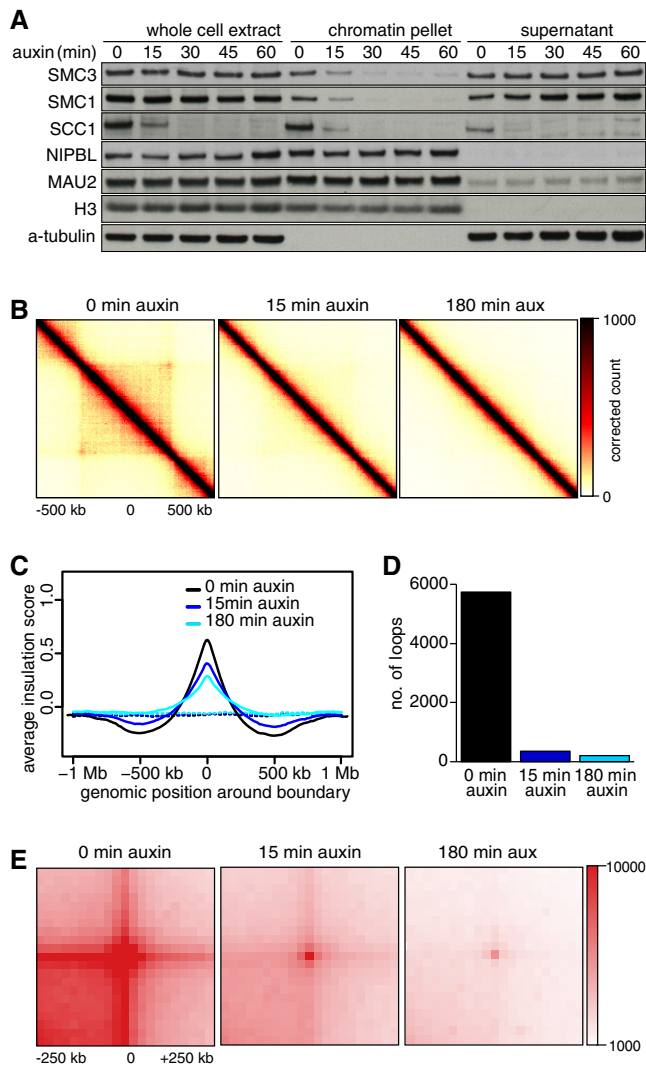 A
whole cell extract chromatin pellet supernatant
auxin (min) 0 15 30 45 60 0 15 30 45 60 0 15 30 45 60
SMC3
SMC1
SCC1
NIPBL
MAU2
H3
a-tubulin
B
0 min auxin 15 min auxin 180 min aux
1000
corrected count
0
-500 kb 0 500 kb
C
average insulation score
1.0
0.5
0.0
0 min auxin
15min auxin
180 min auxin
−1 Mb −500 kb 0 500 kb 1 Mb
genomic position around boundary
D
no. of loops
6000
4000
2000
0
0 min auxin
15 min auxin
180 min auxin
E
0 min auxin 15 min auxin 180 min aux
10000
1000
-250 kb 0 +250 kb